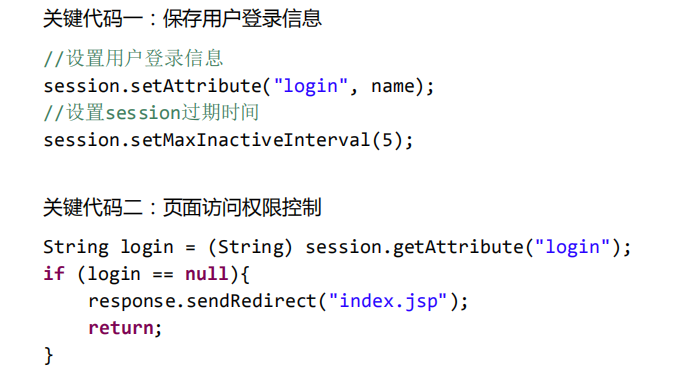 关键代码一：保存用户登录信息
//设置用户登录信息
session.setAttribute("login", name);
//设置session过期时间
session.setMaxInactiveInterval(5);
关键代码二：页面访问权限控制
String login = (String) session.getAttribute("login");
if (login == null){
    response.sendRedirect("index.jsp");
    return;
}